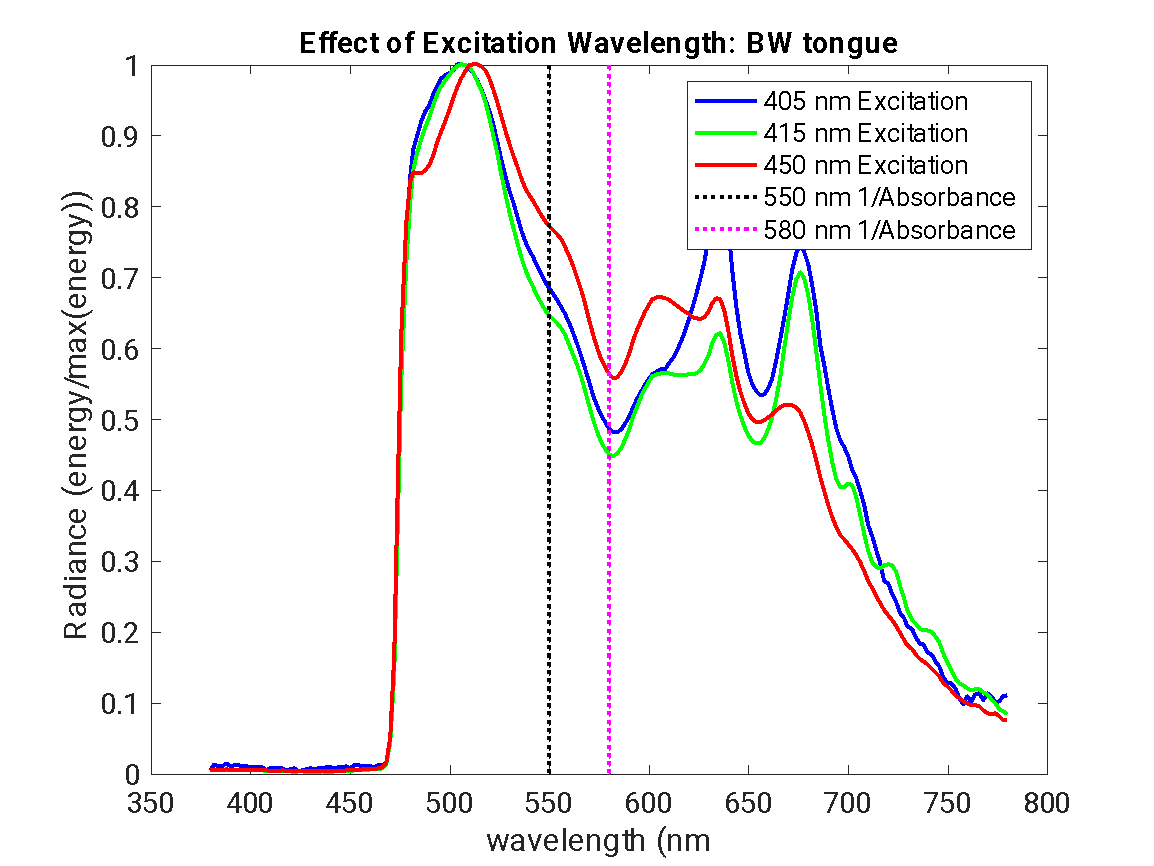 Effect of Excitation Wavelength: BW tongue
1
0.9
0.8
0.7
0.6
0.5
0.4
0.3
0.2
0.1
0
Radiance (energy/max(energy))
405 nm Excitation
415 nm Excitation
450 nm Excitation
550 nm 1/Absorbance
580 nm 1/Absorbance
350 400 450 500 550 600 650 700 750 800
wavelength (nm